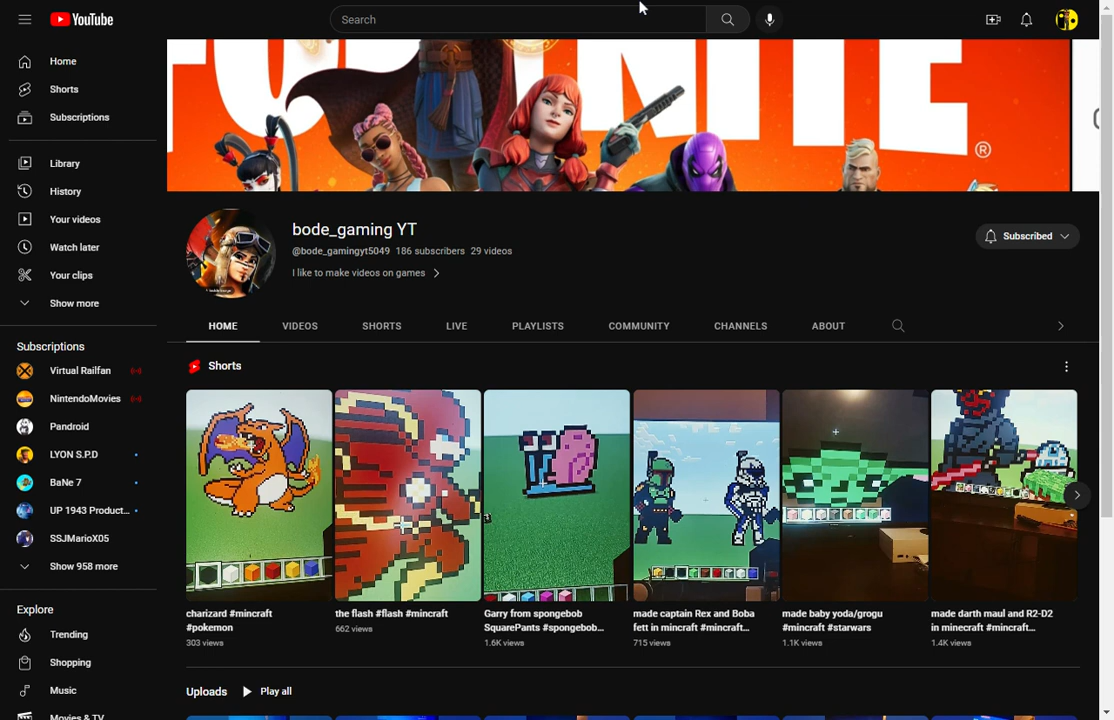 YouTube
Search
Home
Shorts
Subscriptions
Library
History
Your videos
Watch later
Your clips
Show more
Subscriptions
Virtual Railfan
NintendoMovies
Pandroid
LYON S.P.D
BaNe 7
UP 1943 Product...
SSJMarioX05
Show 958 more
Explore
Trending
Shopping
Music
Movies & TV
FORTNITE®
bode_gaming YT
@bode_gamingyt5049 186 subscribers 29 videos
I like to make videos on games
Subscribed
HOME VIDEOS SHORTS LIVE PLAYLISTS COMMUNITY CHANNELS ABOUT
Shorts
charizard #mincraft
#pokemon
303 views
the flash #flash #mincraft
662 views
Garry from spongebob
SquarePants #spongebob...
1.6K views
made captain Rex and Boba
fett in mincraft #mincraft...
715 views
made baby yoda/grogu
#mincraft #starwars
1.1K views
made darth maul and R2-D2
in minecraft #mincraft...
1.4K views
Uploads Play all